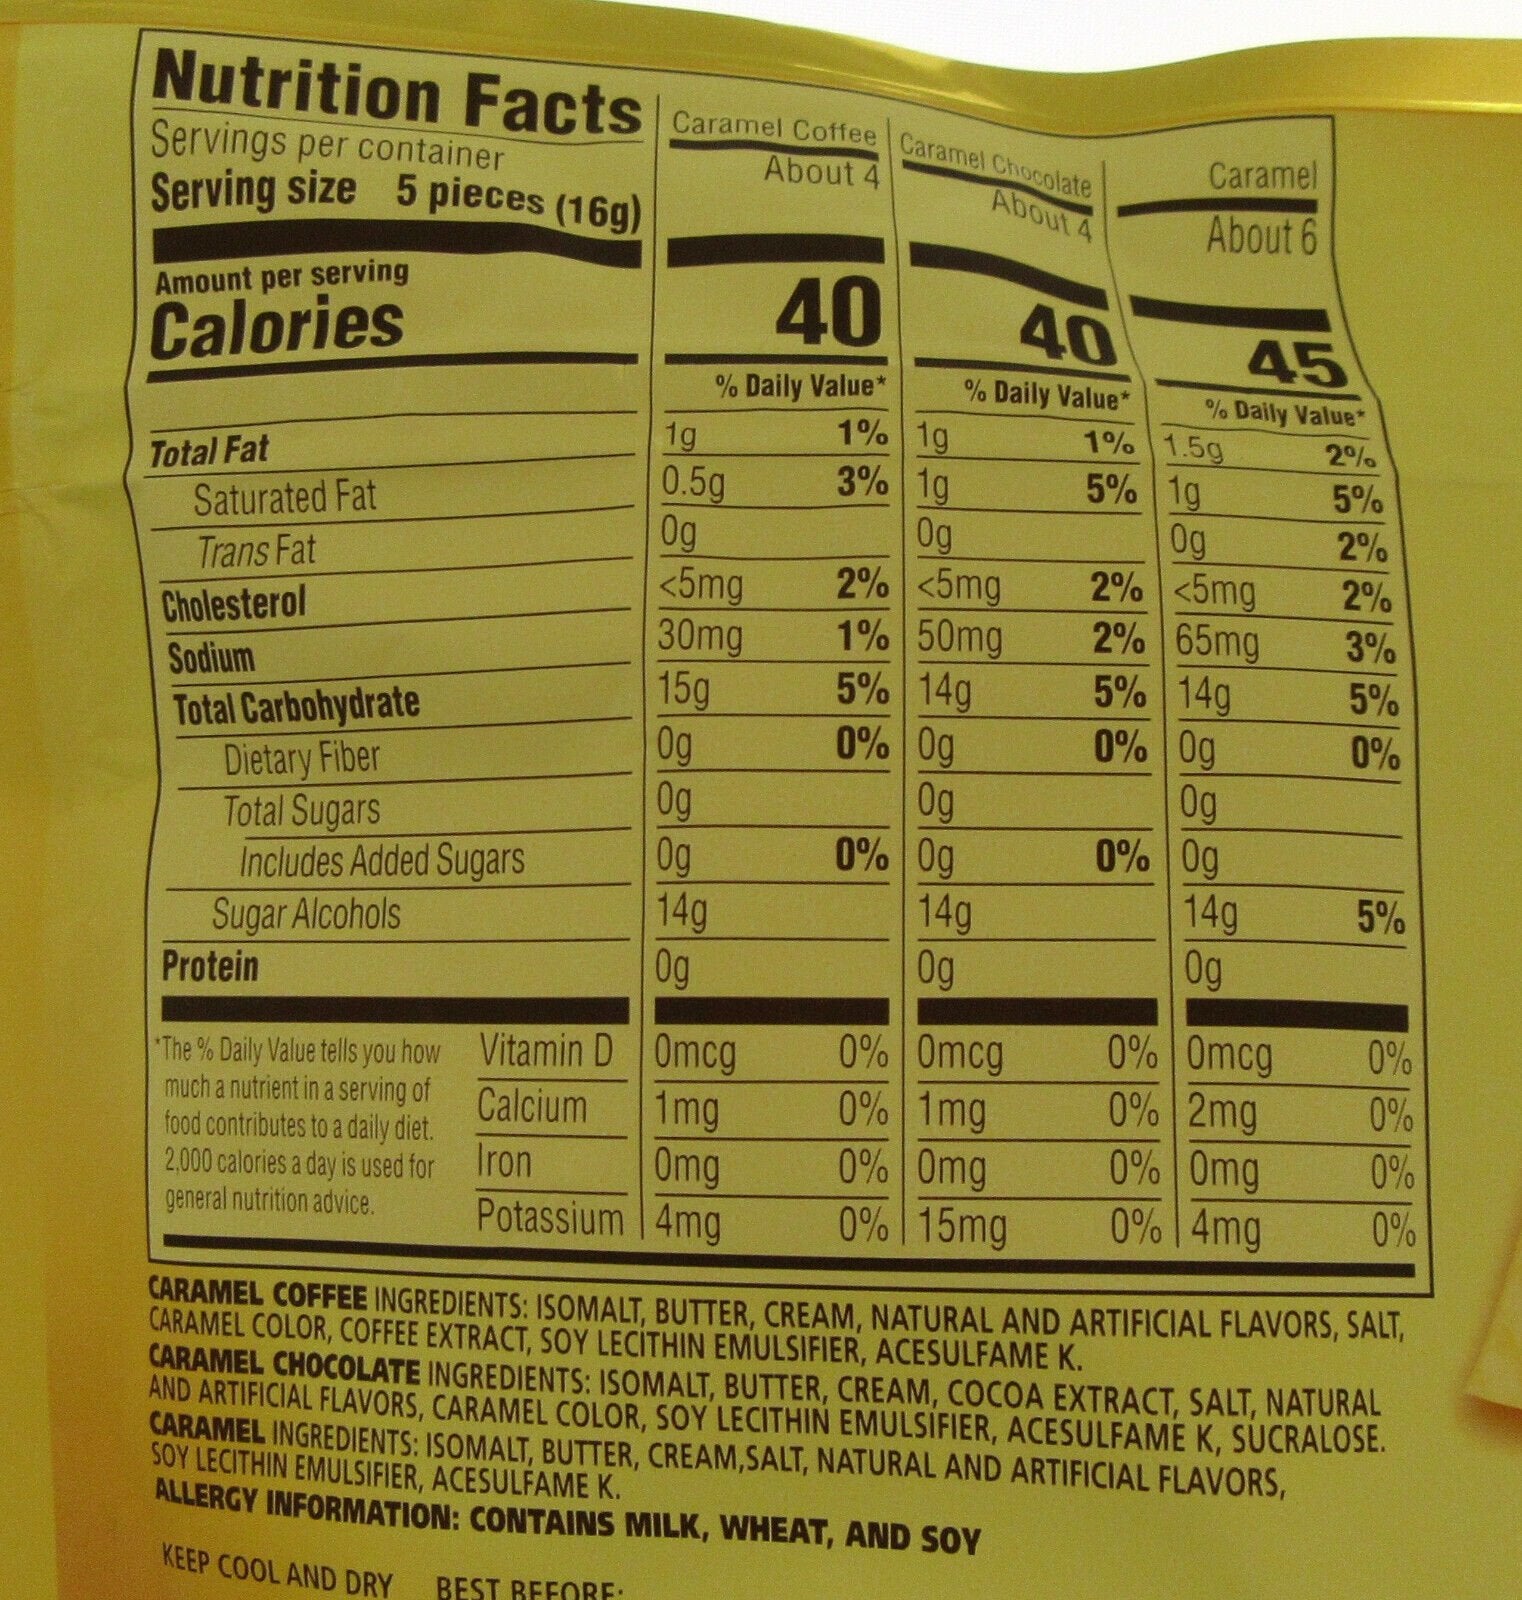 Nutrition Facts
Caramel Coffee Caramel Chocolate Caramel
Servings per container About 4 About 4 About 6
Serving size 5 pieces (16g)
Amount per serving
Calories 40 40 45
% Daily Value* % Daily Value* % Daily Value*
Total Fat 1g 1% 1g 1% 1.5g 2%
Saturated Fat 0.5g 3% 1g 5% 1g 5%
Trans Fat 0g 0g 0g 2%
Cholesterol <5mg 2% <5mg 2% <5mg 2%
Sodium 30mg 1% 50mg 2% 65mg 3%
Total Carbohydrate 15g 5% 14g 5% 14g 5%
Dietary Fiber 0g 0% 0g 0% 0g 0%
Total Sugars 0g 0g 0g
Includes Added Sugars 0g 0% 0g 0% 0g
Sugar Alcohols 14g 14g 14g 5%
Protein 0g 0g 0g
Vitamin D 0mcg 0% 0mcg 0% 0mcg 0%
Calcium 1mg 0% 1mg 0% 2mg 0%
Iron 0mg 0% 0mg 0% 0mg 0%
Potassium 4mg 0% 15mg 0% 4mg 0%
*The % Daily Value tells you how
much a nutrient in a serving of
food contributes to a daily diet.
2,000 calories a day is used for
general nutrition advice.
CARAMEL COFFEE INGREDIENTS: ISOMALT, BUTTER, CREAM, NATURAL AND ARTIFICIAL FLAVORS, SALT,
CARAMEL COLOR, COFFEE EXTRACT, SOY LECITHIN EMULSIFIER, ACESULFAME K.
CARAMEL CHOCOLATE INGREDIENTS: ISOMALT, BUTTER, CREAM, COCOA EXTRACT, SALT, NATURAL
AND ARTIFICIAL FLAVORS, CARAMEL COLOR, SOY LECITHIN EMULSIFIER, ACESULFAME K, SUCRALOSE.
CARAMEL INGREDIENTS: ISOMALT, BUTTER, CREAM,SALT, NATURAL AND ARTIFICIAL FLAVORS,
SOY LECITHIN EMULSIFIER, ACESULFAME K.
ALLERGY INFORMATION: CONTAINS MILK, WHEAT, AND SOY
KEEP COOL AND DRY BEST BEFORE: